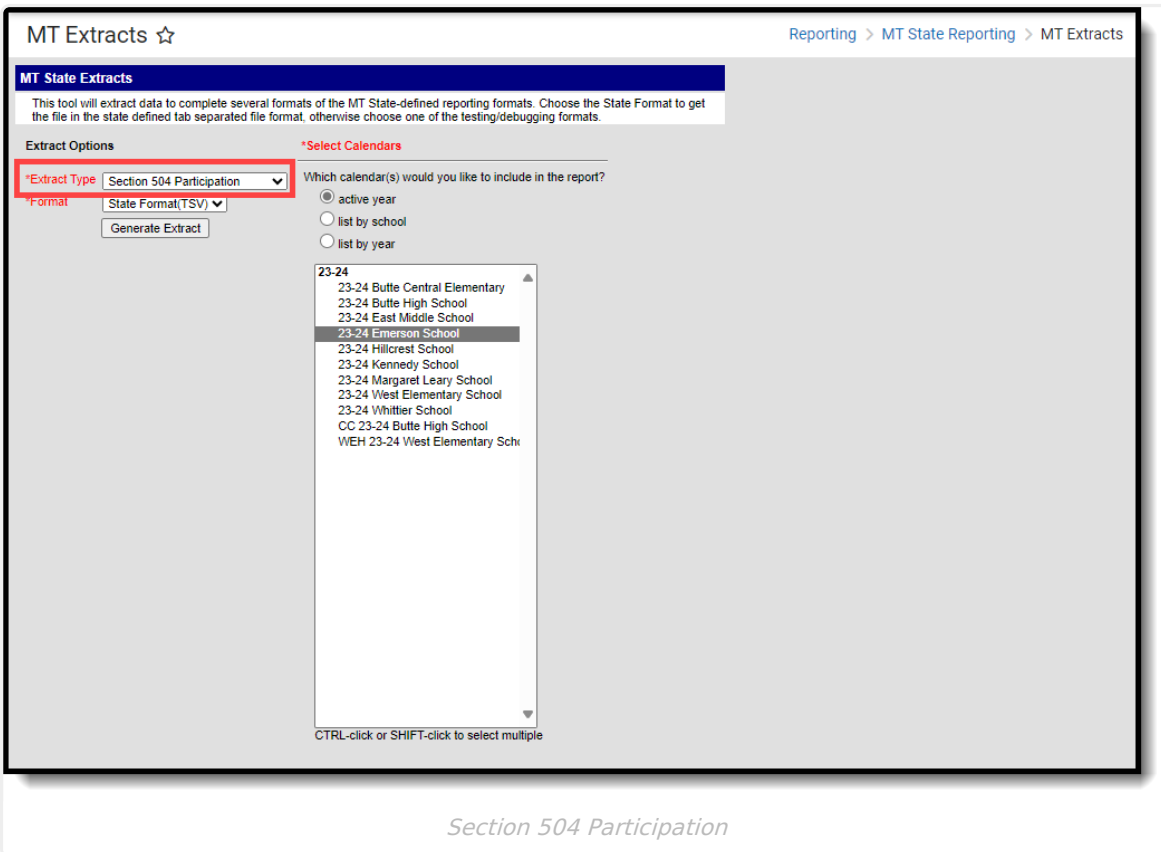 MT Extracts ☆
Reporting > MT State Reporting > MT Extracts
MT State Extracts
This tool will extract data to complete several formats of the MT State-defined reporting formats. Choose the State Format to get
the file in the state defined tab separated file format, otherwise choose one of the testing/debugging formats.
Extract Options
*Extract Type Section 504 Participation
*Format State Format(TSV)
Generate Extract
*Select Calendars
Which calendar(s) would you like to include in the report?
active year
list by school
list by year
23-24
23-24 Butte Central Elementary
23-24 Butte High School
23-24 East Middle School
23-24 Emerson School
23-24 Hillcrest School
23-24 Kennedy School
23-24 Margaret Leary School
23-24 West Elementary School
23-24 Whittier School
CC 23-24 Butte High School
WEH 23-24 West Elementary Scho
CTRL-click or SHIFT-click to select multiple
Section 504 Participation